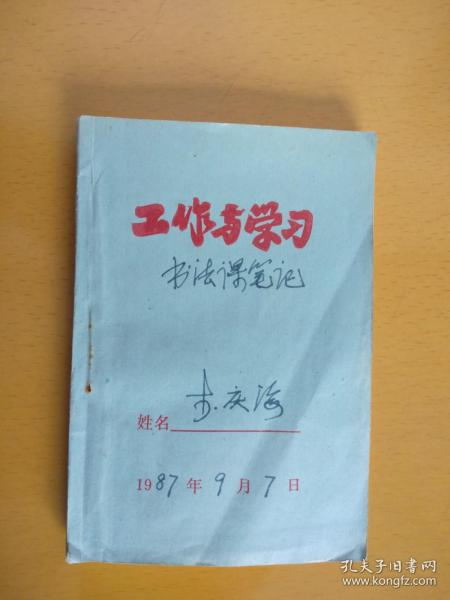 工作与学习
书法课笔记
姓名 庆海
1987年9月7日
孔夫子旧书网
www.kongfz.com